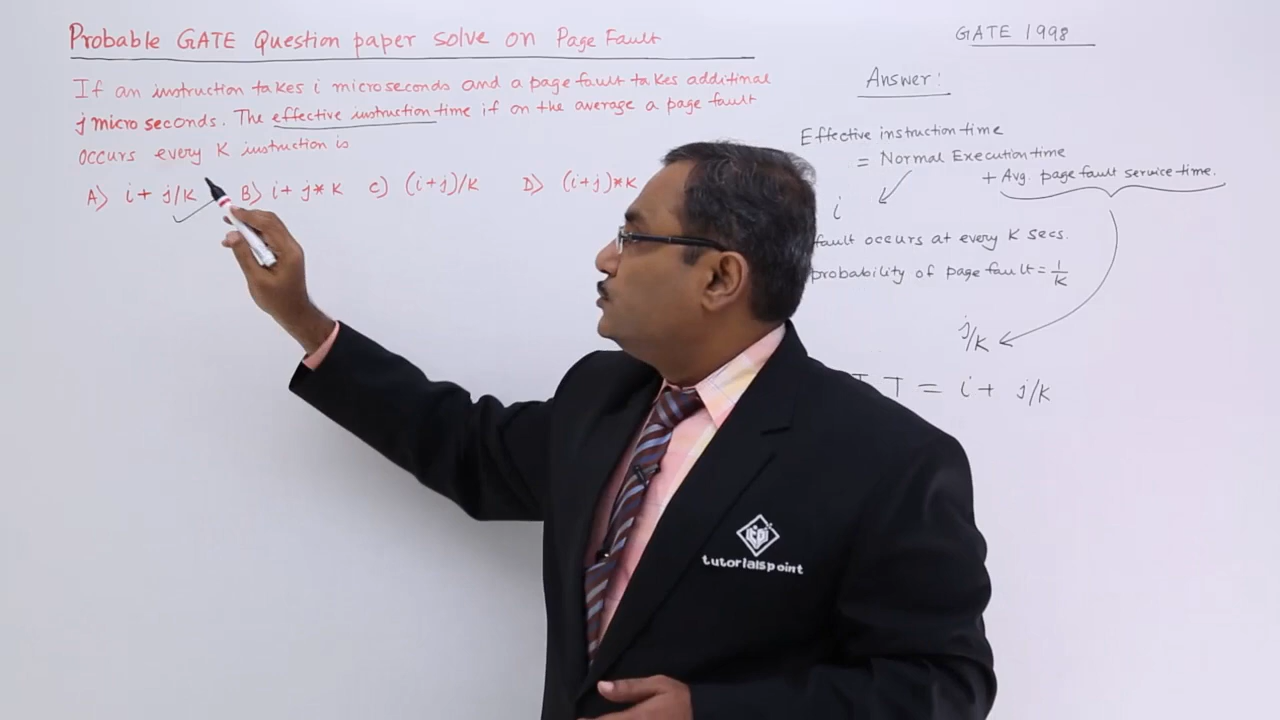 Probable GATE Question paper solve on Page Fault
If an instruction takes i microseconds and a page fault takes additinal
j micro seconds. The effective instruction time if on the average a page fault
occurs every K instruction is
A) i + j/K B) i + j * K C) (i+j)/K D) (i+j)*K
GATE 1998
Answer:
Effective instruction time
= Normal Execution time
+ Avg. page fault service time.
i
fault occurs at every K secs.
probability of page fault = 1/K
j/K
T = i + j/K
tutorialspoint